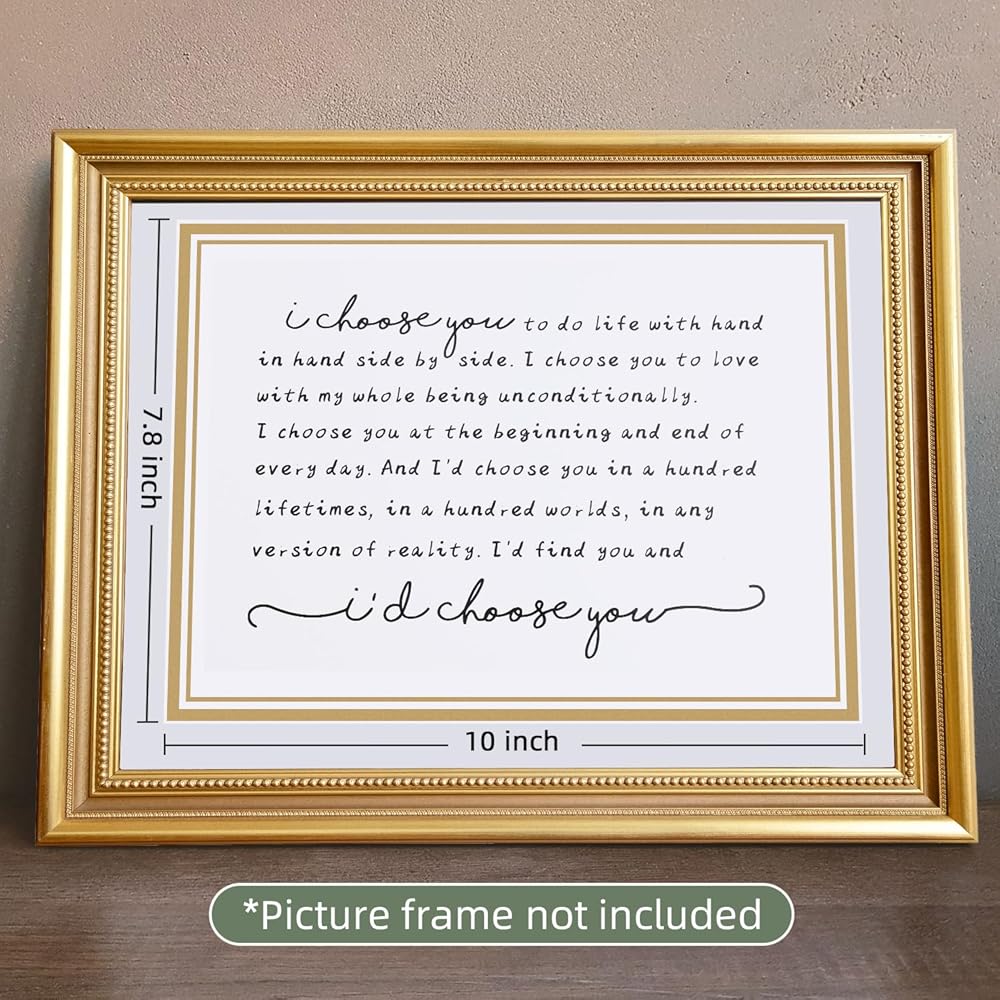 i choose you to do life with hand
in hand side by side. I choose you to love
with my whole being unconditionally.
I choose you at the beginning and end of
every day. And I'd choose you in a hundred
lifetimes, in a hundred worlds, in any
version of reality. I'd find you and
i'd choose you
7.8 inch
10 inch
*Picture frame not included